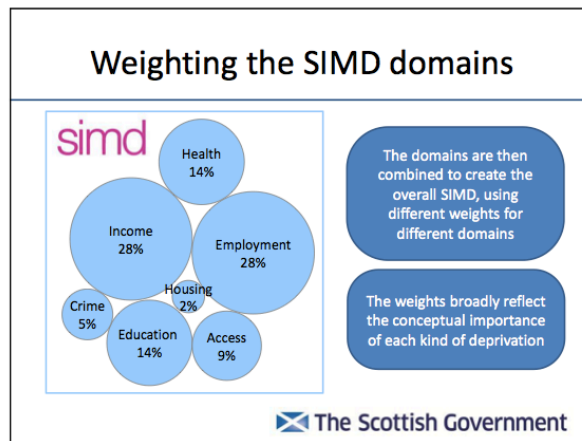 Weighting the SIMD domains
simd
Health
14%
Income
28%
Employment
28%
Housing
2%
Crime
5%
Education
14%
Access
9%
The domains are then
combined to create the
overall SIMD, using
different weights for
different domains
The weights broadly reflect
the conceptual importance
of each kind of deprivation
The Scottish Government